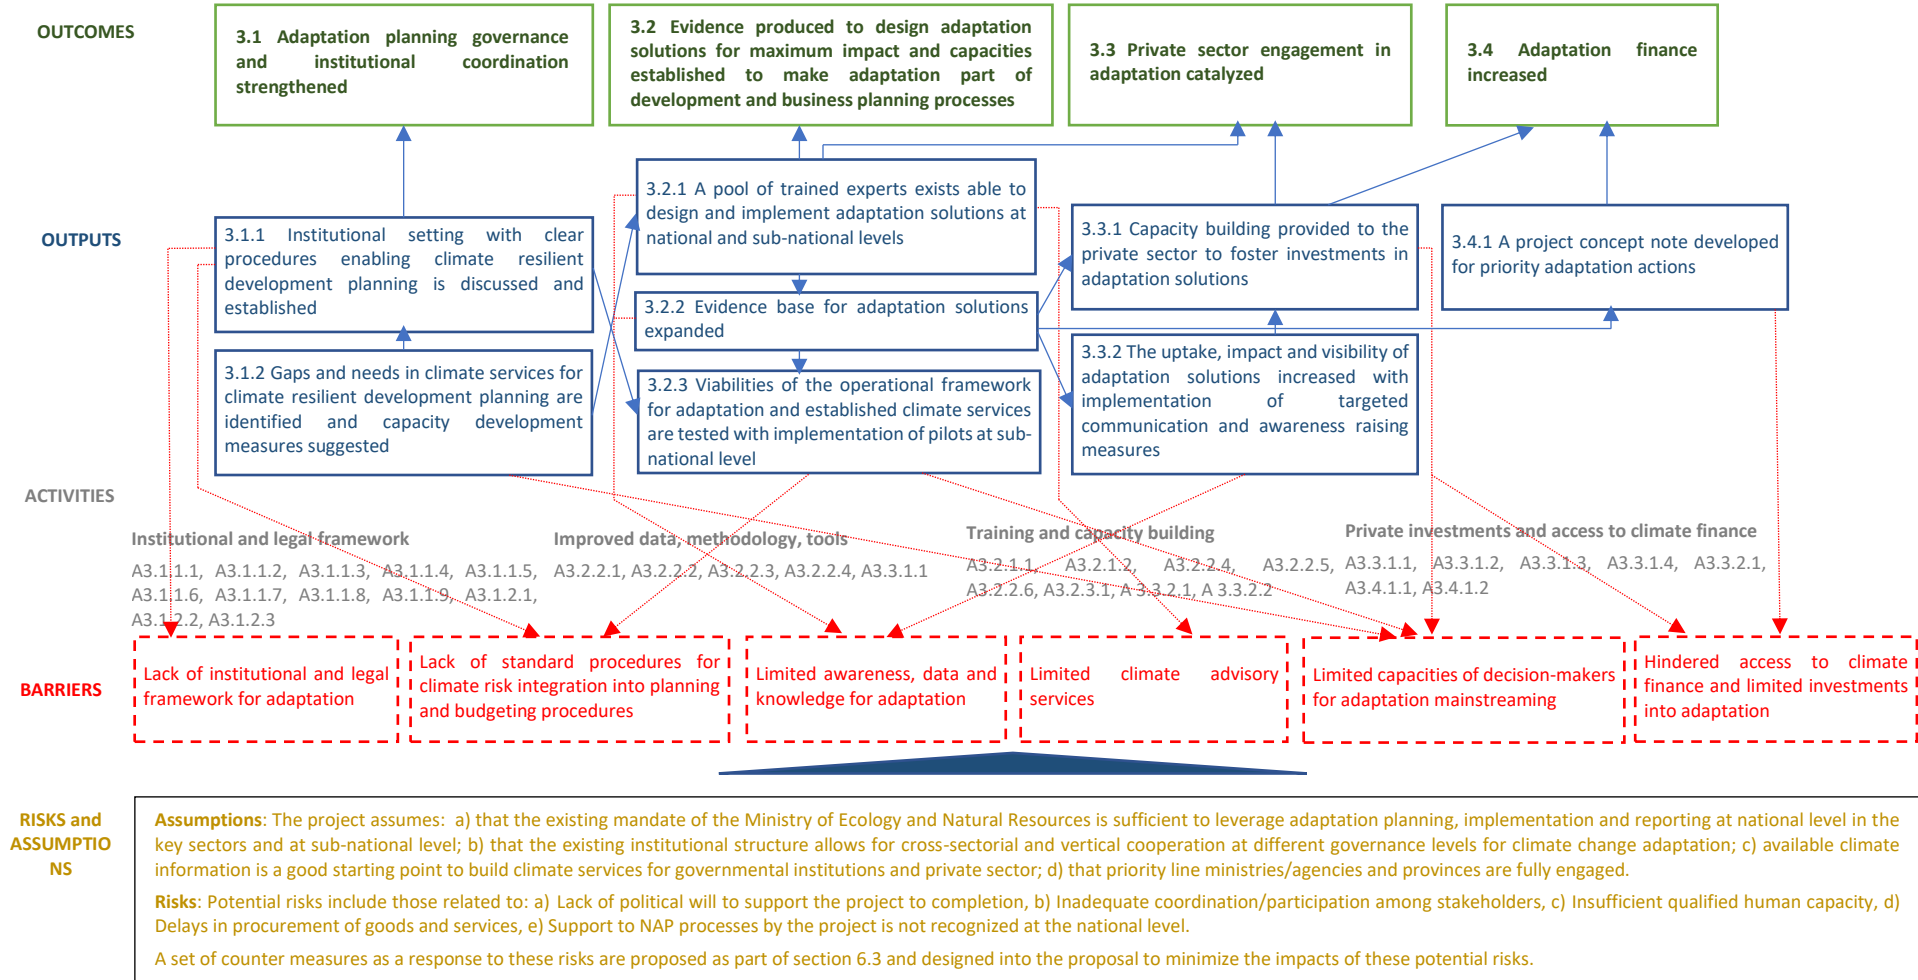 OUTCOMES
3.1 Adaptation planning governance
and institutional coordination
strengthened
3.2 Evidence produced to design adaptation
solutions for maximum impact and capacities
established to make adaptation part of
development and business planning processes
3.3 Private sector engagement in
adaptation catalyzed
3.4 Adaptation finance
increased
OUTPUTS
3.1.1 Institutional setting with clear
procedures enabling climate resilient
development planning is discussed and
established
3.1.2 Gaps and needs in climate services for
climate resilient development planning are
identified and capacity development
measures suggested
3.2.1 A pool of trained experts exists able to
design and implement adaptation solutions at
national and sub-national levels
3.2.2 Evidence base for adaptation solutions
expanded
3.2.3 Viabilities of the operational framework
for adaptation and established climate services
are tested with implementation of pilots at sub-
national level
3.3.1 Capacity building provided to the
private sector to foster investments in
adaptation solutions
3.3.2 The uptake, impact and visibility of
adaptation solutions increased with
implementation of targeted
communication and awareness raising
measures
3.4.1 A project concept note developed
for priority adaptation actions
ACTIVITIES
Institutional and legal framework
A3.1.1.1, A3.1.1.2, A3.1.1.3, A3.1.1.4, A3.1.1.5,
A3.1.1.6, A3.1.1.7, A3.1.1.8, A3.1.1.9, A3.1.2.1,
A3.1.2.2, A3.1.2.3
Improved data, methodology, tools
A3.2.2.1, A3.2.2.2, A3.2.2.3, A3.2.2.4, A3.3.1.1
Training and capacity building
A3.2.1.1, A3.2.1.2, A3.2.2.4, A3.2.2.5,
A3.2.2.6, A3.2.3.1, A 3.3.2.1, A 3.3.2.2
Private investments and access to climate finance
A3.3.1.1, A3.3.1.2, A3.3.1.3, A3.3.1.4, A3.3.2.1,
A3.4.1.1, A3.4.1.2
BARRIERS
Lack of institutional and legal
framework for adaptation
Lack of standard procedures for
climate risk integration into planning
and budgeting procedures
Limited awareness, data and
knowledge for adaptation
Limited climate advisory
services
Limited capacities of decision-makers
for adaptation mainstreaming
Hindered access to climate
finance and limited investments
into adaptation
RISKS and
ASSUMPTIO
NS
Assumptions: The project assumes: a) that the existing mandate of the Ministry of Ecology and Natural Resources is sufficient to leverage adaptation planning, implementation and reporting at national level in the
key sectors and at sub-national level; b) that the existing institutional structure allows for cross-sectorial and vertical cooperation at different governance levels for climate change adaptation; c) available climate
information is a good starting point to build climate services for governmental institutions and private sector; d) that priority line ministries/agencies and provinces are fully engaged.
Risks: Potential risks include those related to: a) Lack of political will to support the project to completion, b) Inadequate coordination/participation among stakeholders, c) Insufficient qualified human capacity, d)
Delays in procurement of goods and services, e) Support to NAP processes by the project is not recognized at the national level.
A set of counter measures as a response to these risks are proposed as part of section 6.3 and designed into the proposal to minimize the impacts of these potential risks.